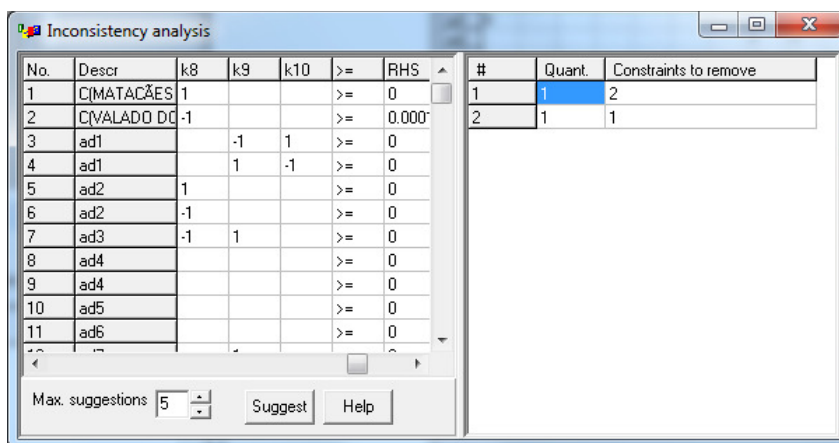 Inconsistency analysis
No. Descr k8 k9 k10 >= RHS
1 C(MATACÃES 1 >= 0
2 C(VALADO DO -1 >=
3 ad1 -1 1 >= 0
4 ad1 1 -1 >= 0
5 ad2 1 >= 0
6 ad2 -1 >= 0
7 ad3 -1 1 >= 0
8 ad4 >= 0
9 ad4 >= 0
10 ad5 >= 0
11 ad6 >= 0
Max. suggestions 5 Suggest Help
# Quant. Constraints to remove
1 1 2
2 1 1